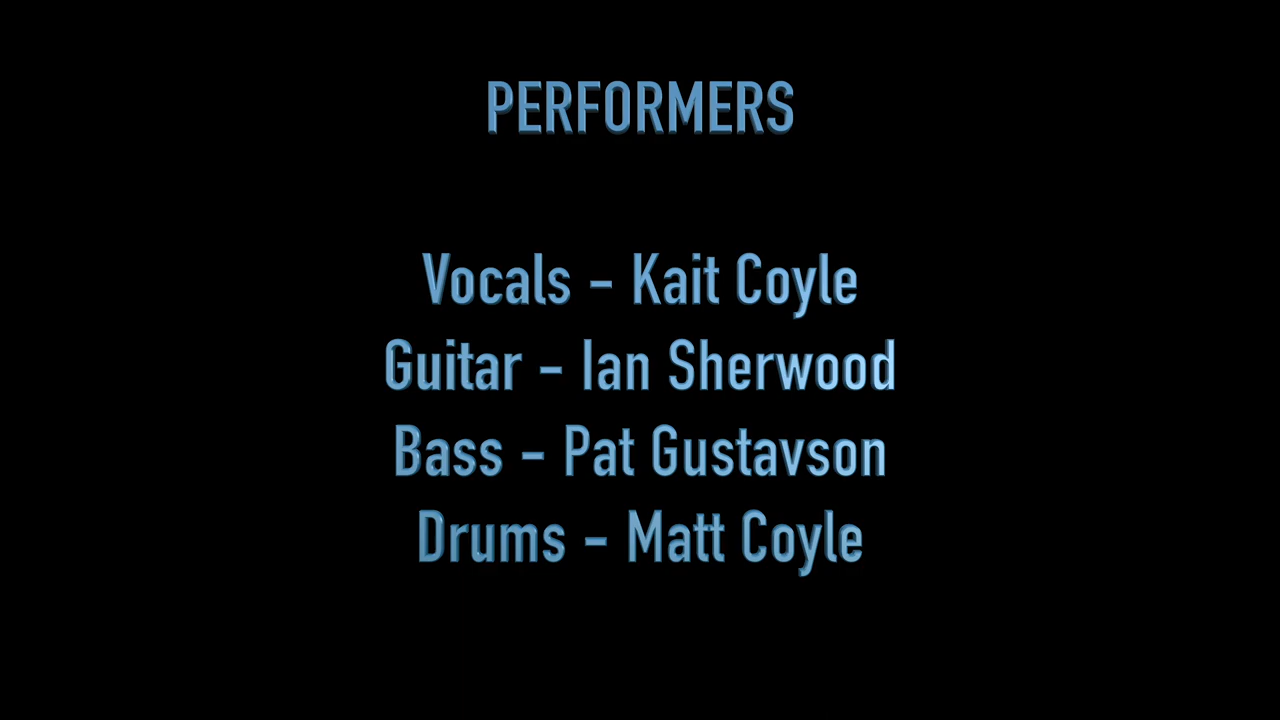 PERFORMERS
Vocals - Kait Coyle
Guitar - Ian Sherwood
Bass - Pat Gustavson
Drums - Matt Coyle